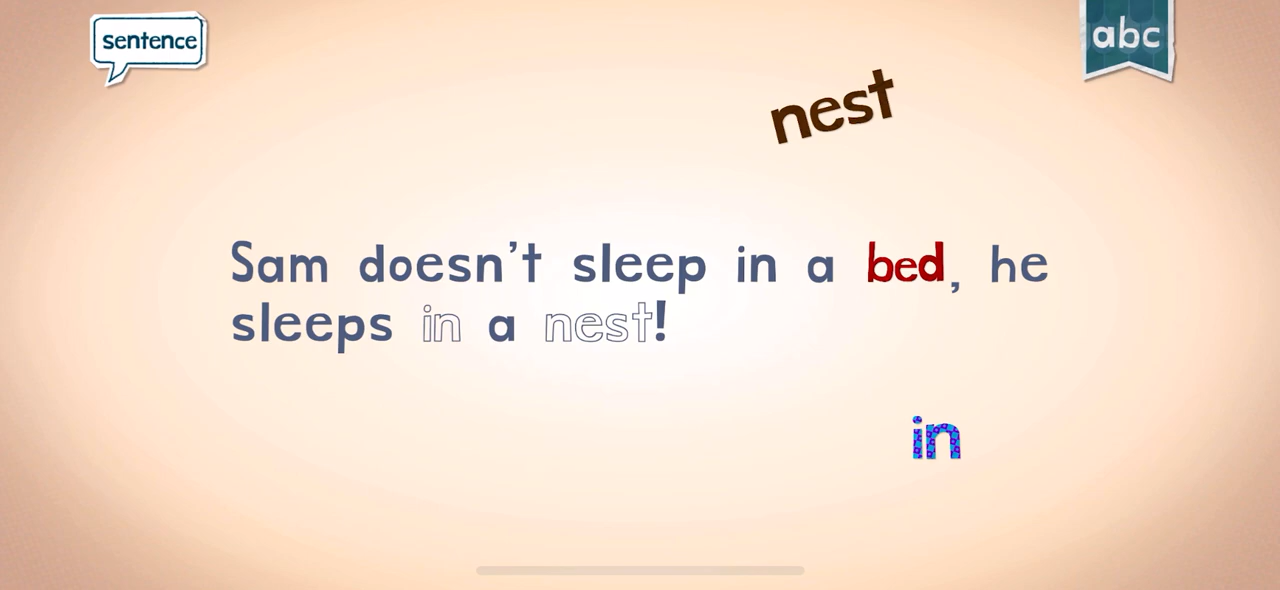 sentence
abc
nest
Sam doesn't sleep in a bed, he
sleeps in a nest!
in